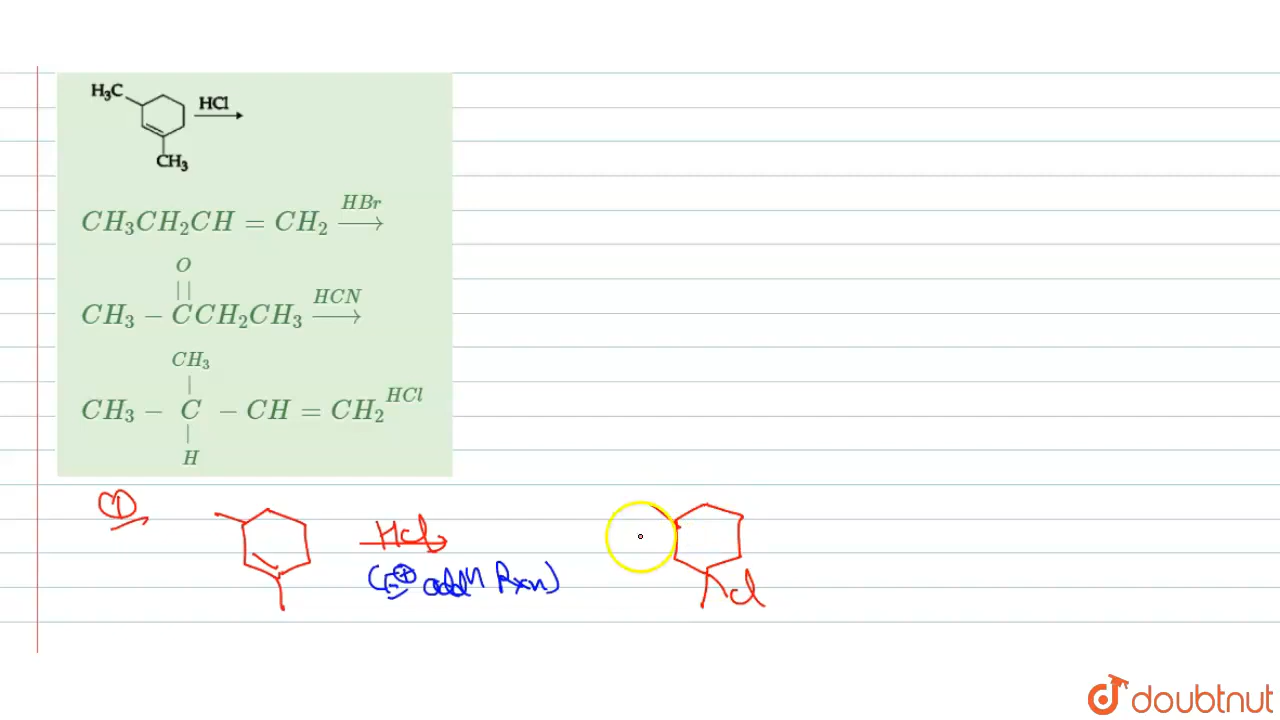 H₃C
HCl
CH₃
CH₃CH₂CH = CH₂ HBr →
O
||
CH₃ − CCH₂CH₃ HCN →
CH₃
|
CH₃ − C − CH = CH₂ HCl
|
H
① HCl
(E⊕ addⁿ Rxn) Cl
doubtnut